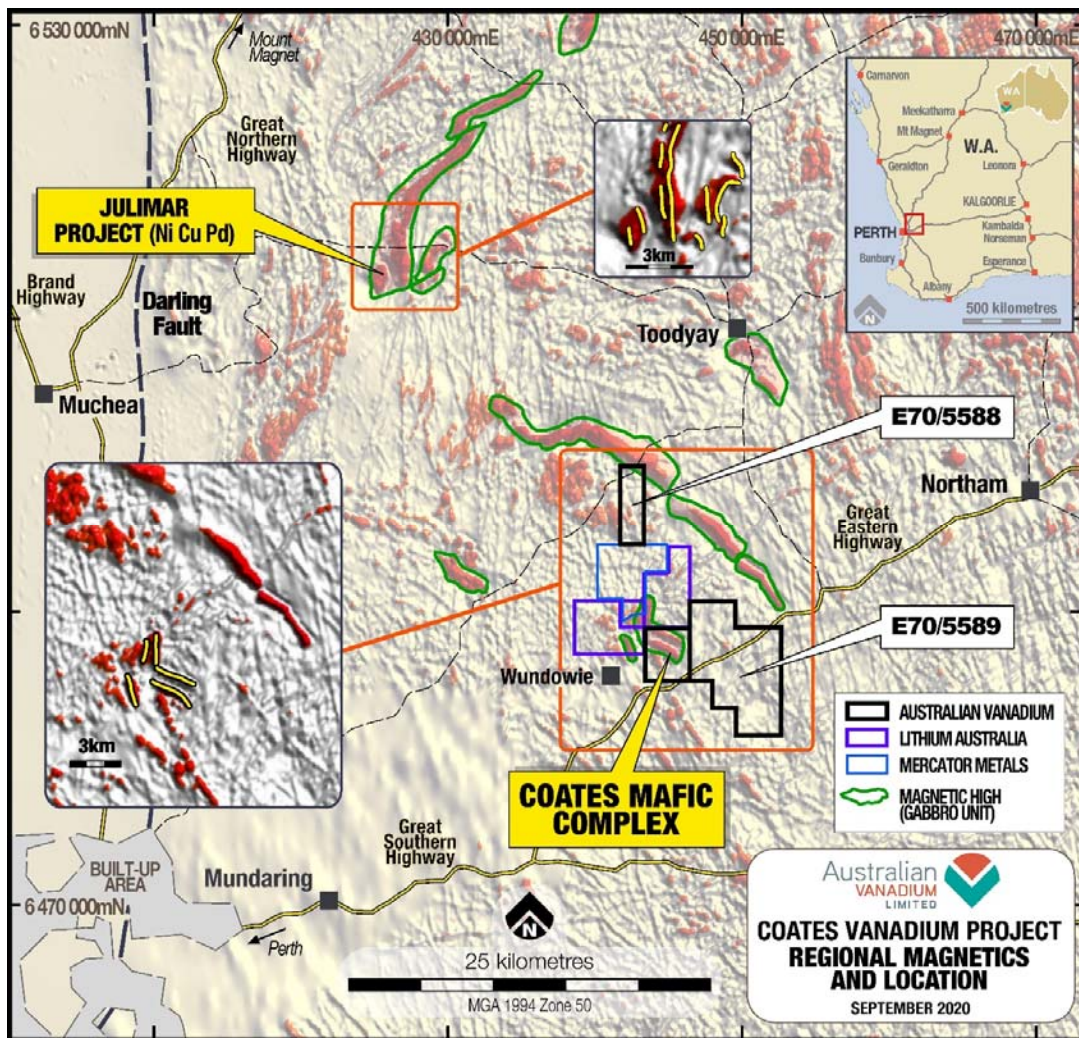 6 530 000mN
430 000mE
450 000mE
470 000mE
Mount
Magnet
Great
Northern
Highway
JULIMAR
PROJECT (Ni Cu Pd)
Brand
Highway
Darling
Fault
Muchea
3km
Toodyay
Carnarvon
WA
Meekatharra
Mt Magnet
W.A.
Geraldton
Leonora
KALGOORLIE
PERTH
Kambalda
Norseman
Bunbury
Esperance
Albany
N
500 kilometres
E70/5588
Northam
Great
Eastern
Highway
3km
E70/5589
Wundowie
COATES MAFIC
COMPLEX
AUSTRALIAN VANADIUM
LITHIUM AUSTRALIA
MERCATOR METALS
MAGNETIC HIGH
(GABBRO UNIT)
BUILT-UP
AREA
Mundaring
Great
Southern
Highway
6 470 000mN
Perth
N
25 kilometres
MGA 1994 Zone 50
Australian
VANADIUM
LIMITED
COATES VANADIUM PROJECT
REGIONAL MAGNETICS
AND LOCATION
SEPTEMBER 2020